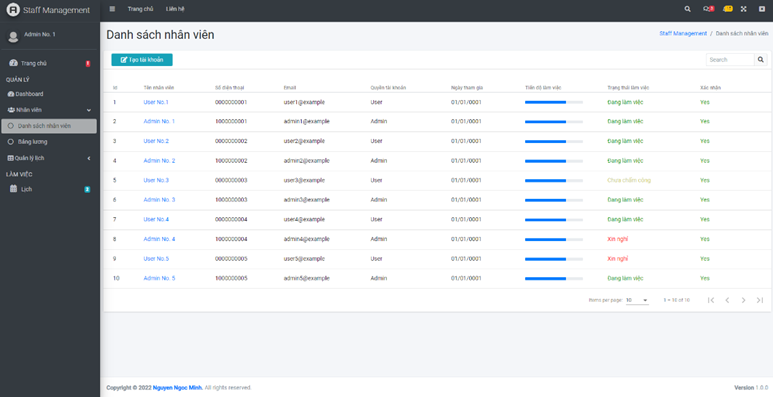 Staff Management
Trang chủ
Liên hệ
Admin No. 1
Trang chủ
QUẢN LÝ
Dashboard
Nhân viên
Danh sách nhân viên
Bảng lương
Quản lý lịch
LÀM VIỆC
Lịch
Danh sách nhân viên
Staff Management / Danh sách nhân viên
Tạo tài khoản
Search
Id Tên nhân viên Số điện thoại Email Quyền tài khoản Ngày tham gia Tiến độ làm việc Trạng thái làm việc Xác nhận
1 User No.1 0000000001 user1@example User 01/01/0001 Đang làm việc Yes
2 Admin No. 1 1000000001 admin1@example Admin 01/01/0001 Đang làm việc Yes
3 User No.2 0000000002 user2@example User 01/01/0001 Đang làm việc Yes
4 Admin No. 2 1000000002 admin2@example Admin 01/01/0001 Đang làm việc Yes
5 User No.3 0000000003 user3@example User 01/01/0001 Chưa chấm công Yes
6 Admin No. 3 1000000003 admin3@example Admin 01/01/0001 Đang làm việc Yes
7 User No.4 0000000004 user4@example User 01/01/0001 Đang làm việc Yes
8 Admin No. 4 1000000004 admin4@example Admin 01/01/0001 Xin nghỉ Yes
9 User No.5 0000000005 user5@example User 01/01/0001 Xin nghỉ Yes
10 Admin No. 5 1000000005 admin5@example Admin 01/01/0001 Đang làm việc Yes
Items per page: 10 1 – 10 of 10
Copyright © 2022 Nguyen Ngoc Minh. All rights reserved.
Version 1.0.0